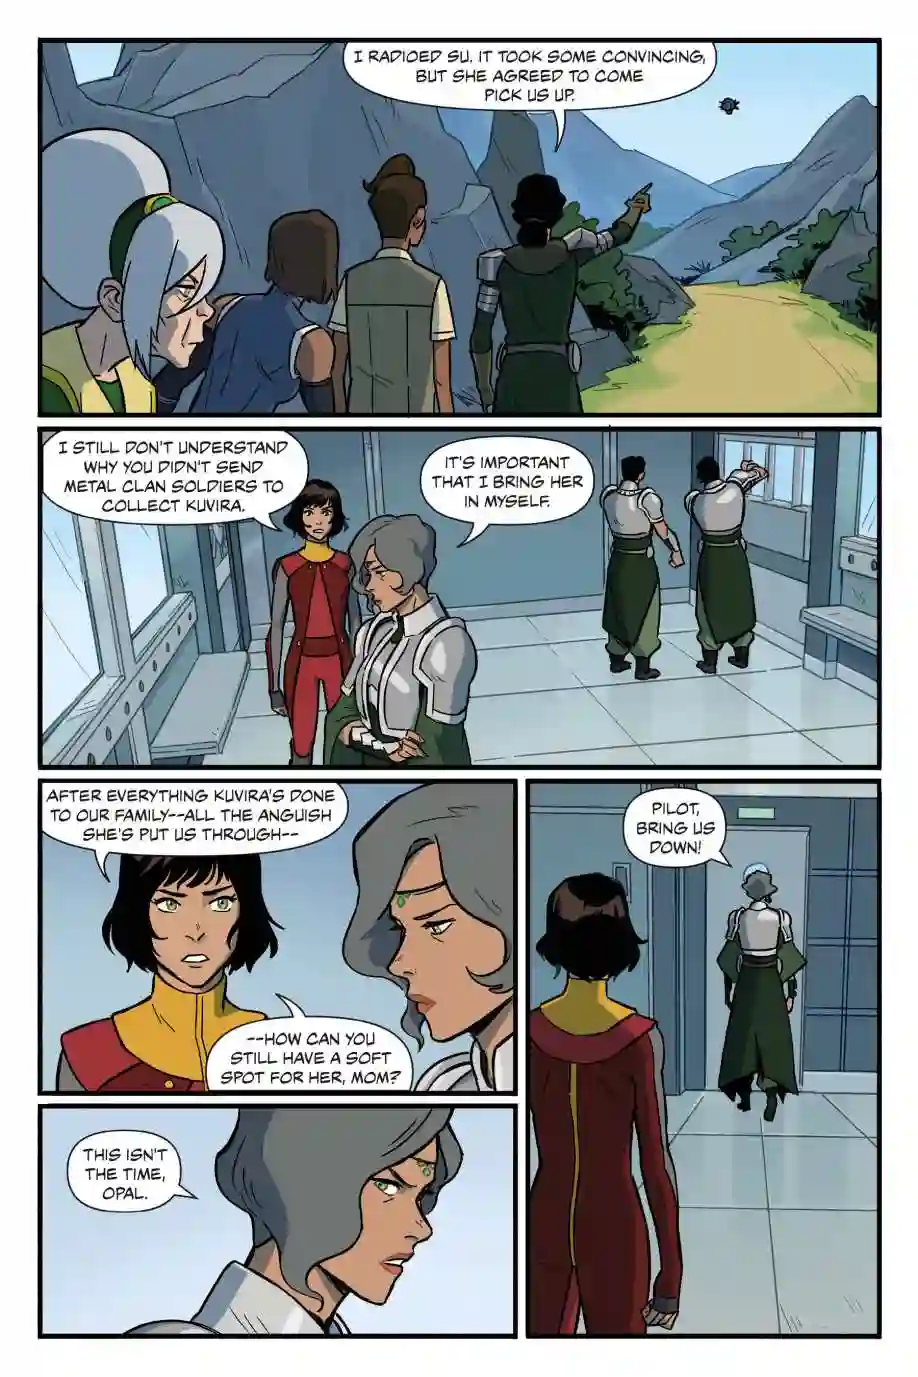 I RADIOED SU. IT TOOK SOME CONVINCING,
BUT SHE AGREED TO COME
PICK US UP.
I STILL DON'T UNDERSTAND
WHY YOU DIDN'T SEND
METAL CLAN SOLDIERS TO
COLLECT KUVIRA.
IT'S IMPORTANT
THAT I BRING HER
IN MYSELF.
AFTER EVERYTHING KUVIRA'S DONE
TO OUR FAMILY--ALL THE ANGUISH
SHE'S PUT US THROUGH--
--HOW CAN YOU
STILL HAVE A SOFT
SPOT FOR HER, MOM?
THIS ISN'T
THE TIME,
OPAL.
PILOT,
BRING US
DOWN!